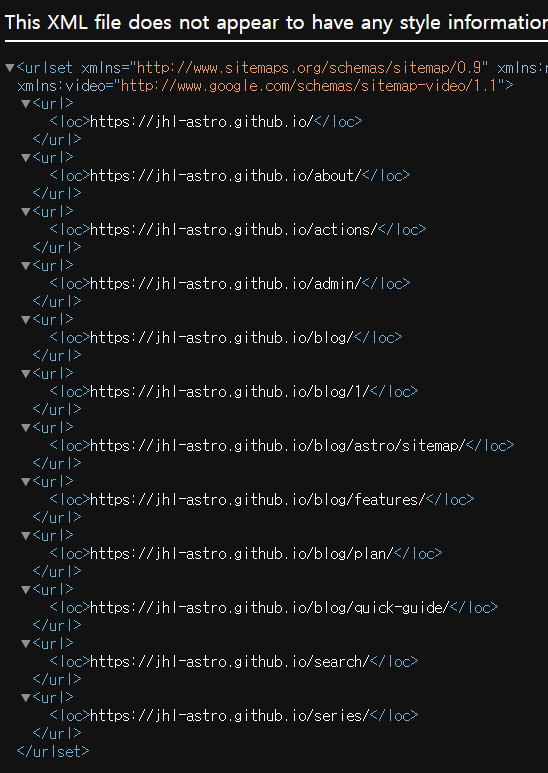 This XML file does not appear to have any style information
▼<urlset xmlns="http://www.sitemaps.org/schemas/sitemap/0.9"
xmlns:video="http://www.google.com/schemas/sitemap-video/1.1">
▼<url>
<loc>https://jhl-astro.github.io/</loc>
</url>
▼<url>
<loc>https://jhl-astro.github.io/about/</loc>
</url>
▼<url>
<loc>https://jhl-astro.github.io/actions/</loc>
</url>
▼<url>
<loc>https://jhl-astro.github.io/admin/</loc>
</url>
▼<url>
<loc>https://jhl-astro.github.io/blog/</loc>
</url>
▼<url>
<loc>https://jhl-astro.github.io/blog/1/</loc>
</url>
▼<url>
<loc>https://jhl-astro.github.io/blog/astro/sitemap/</loc>
</url>
▼<url>
<loc>https://jhl-astro.github.io/blog/features/</loc>
</url>
▼<url>
<loc>https://jhl-astro.github.io/blog/plan/</loc>
</url>
▼<url>
<loc>https://jhl-astro.github.io/blog/quick-guide/</loc>
</url>
▼<url>
<loc>https://jhl-astro.github.io/search/</loc>
</url>
▼<url>
<loc>https://jhl-astro.github.io/series/</loc>
</url>
</urlset>